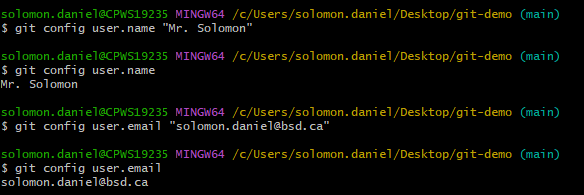 solomon.daniel@CPWS19235 MINGW64 /c/Users/solomon.daniel/Desktop/git-demo (main)
$ git config user.name "Mr. Solomon"
solomon.daniel@CPWS19235 MINGW64 /c/Users/solomon.daniel/Desktop/git-demo (main)
$ git config user.name
Mr. Solomon
solomon.daniel@CPWS19235 MINGW64 /c/Users/solomon.daniel/Desktop/git-demo (main)
$ git config user.email "solomon.daniel@bsd.ca"
solomon.daniel@CPWS19235 MINGW64 /c/Users/solomon.daniel/Desktop/git-demo (main)
$ git config user.email
solomon.daniel@bsd.ca